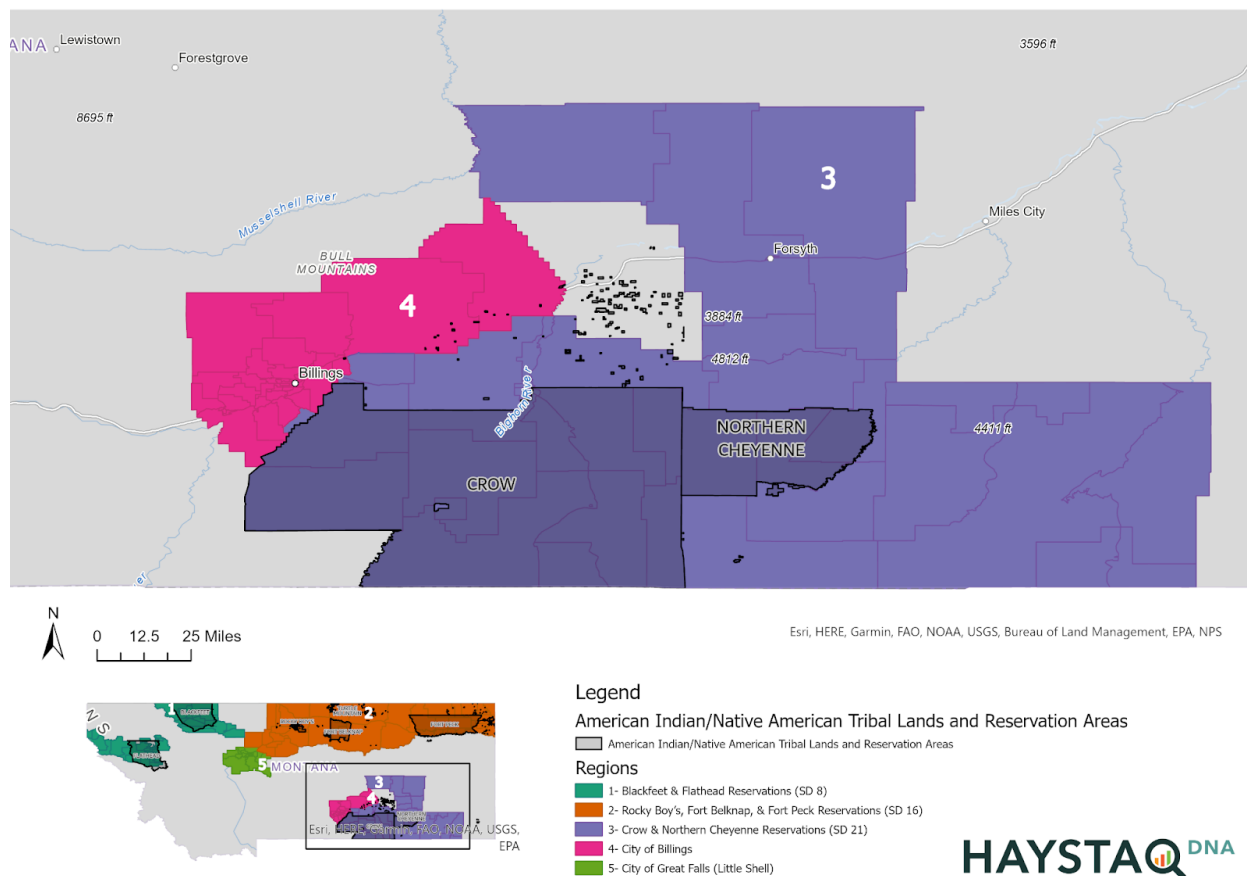 ANA
Lewistown
Forestgrove
3596 ft
8695 ft
3
Musselshell River
Miles City
BULL
MOUNTAINS
Forsyth
4
3884 ft
4812 ft
Billings
Bighorn River
NORTHERN
CHEYENNE
4411 ft
CROW
N
0 12.5 25 Miles
Esri, HERE, Garmin, FAO, NOAA, USGS, Bureau of Land Management, EPA, NPS
N S
1
BLACKFEET
2
FORT PECK
FLATHEAD
5
MONTANA
3
4
Esri, HERE, Garmin, FAO, NOAA, USGS,
EPA
Legend
American Indian/Native American Tribal Lands and Reservation Areas
American Indian/Native American Tribal Lands and Reservation Areas
Regions
1- Blackfeet & Flathead Reservations (SD 8)
2- Rocky Boy's, Fort Belknap, & Fort Peck Reservations (SD 16)
3- Crow & Northern Cheyenne Reservations (SD 21)
4- City of Billings
5- City of Great Falls (Little Shell)
HAYSTAQ DNA